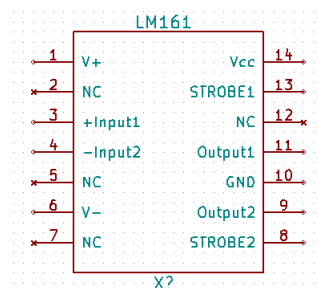 LM161
1 V+ Vcc 14
2 NC STROBE1 13
3 +Input1 NC 12
4 -Input2 Output1 11
5 NC GND 10
6 V- Output2 9
7 NC STROBE2 8
X?